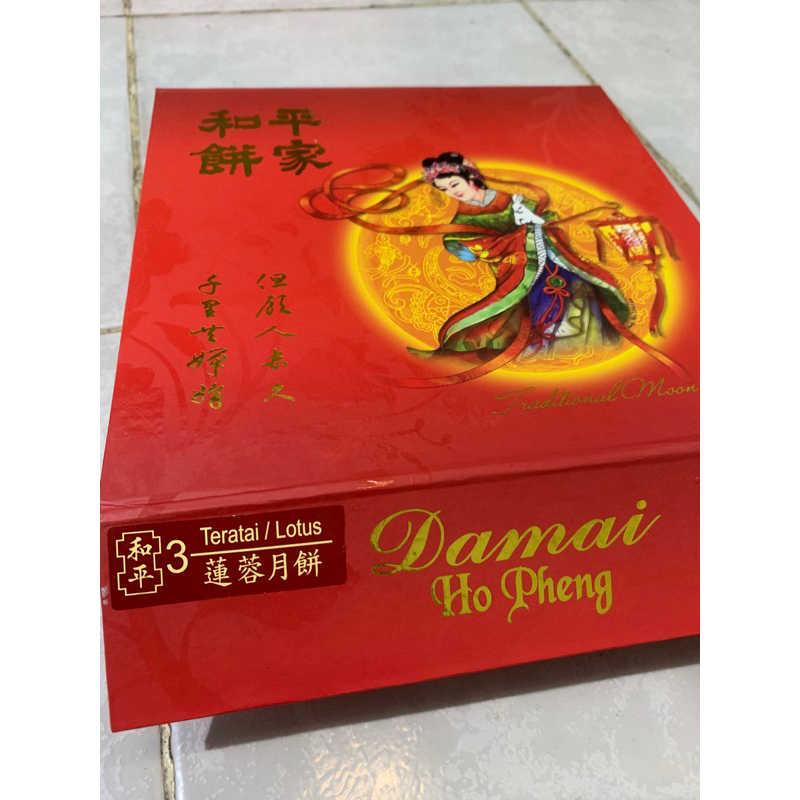 和平
餅家
但願人長久
千里共嬋娟
Traditional Moon
和平
3
Teratai / Lotus
蓮蓉月餅
Damai
Ho Pheng